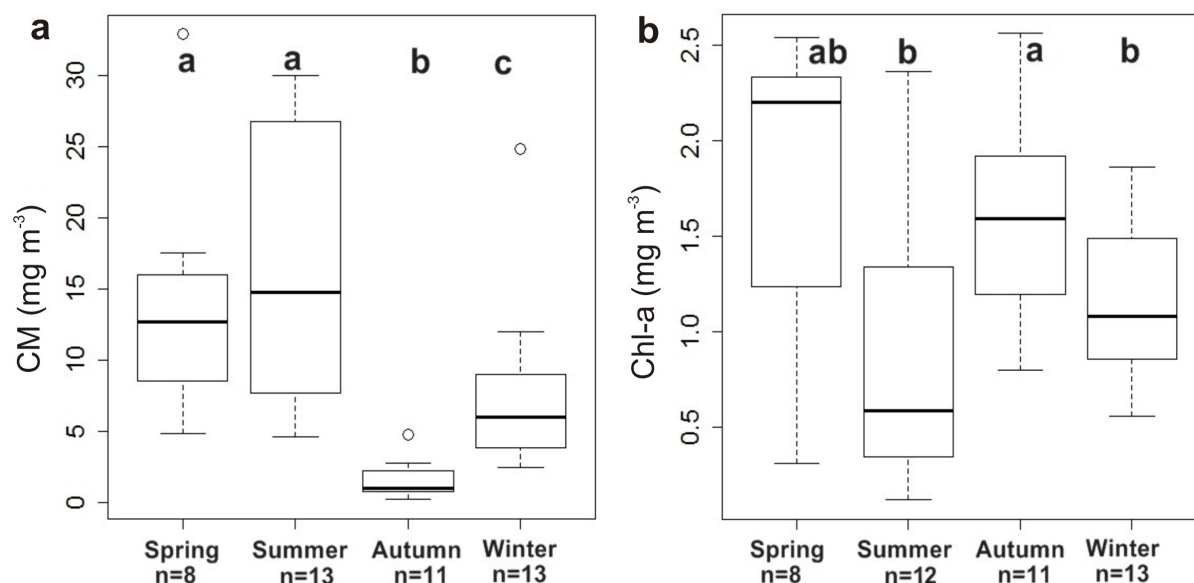 a
CM (mg m-3)
30
25
20
15
10
5
0
a a b c
Spring Summer Autumn Winter
n=8 n=13 n=11 n=13
b
Chl-a (mg m-3)
2.5
2.0
1.5
1.0
0.5
ab b a b
Spring Summer Autumn Winter
n=8 n=12 n=11 n=13